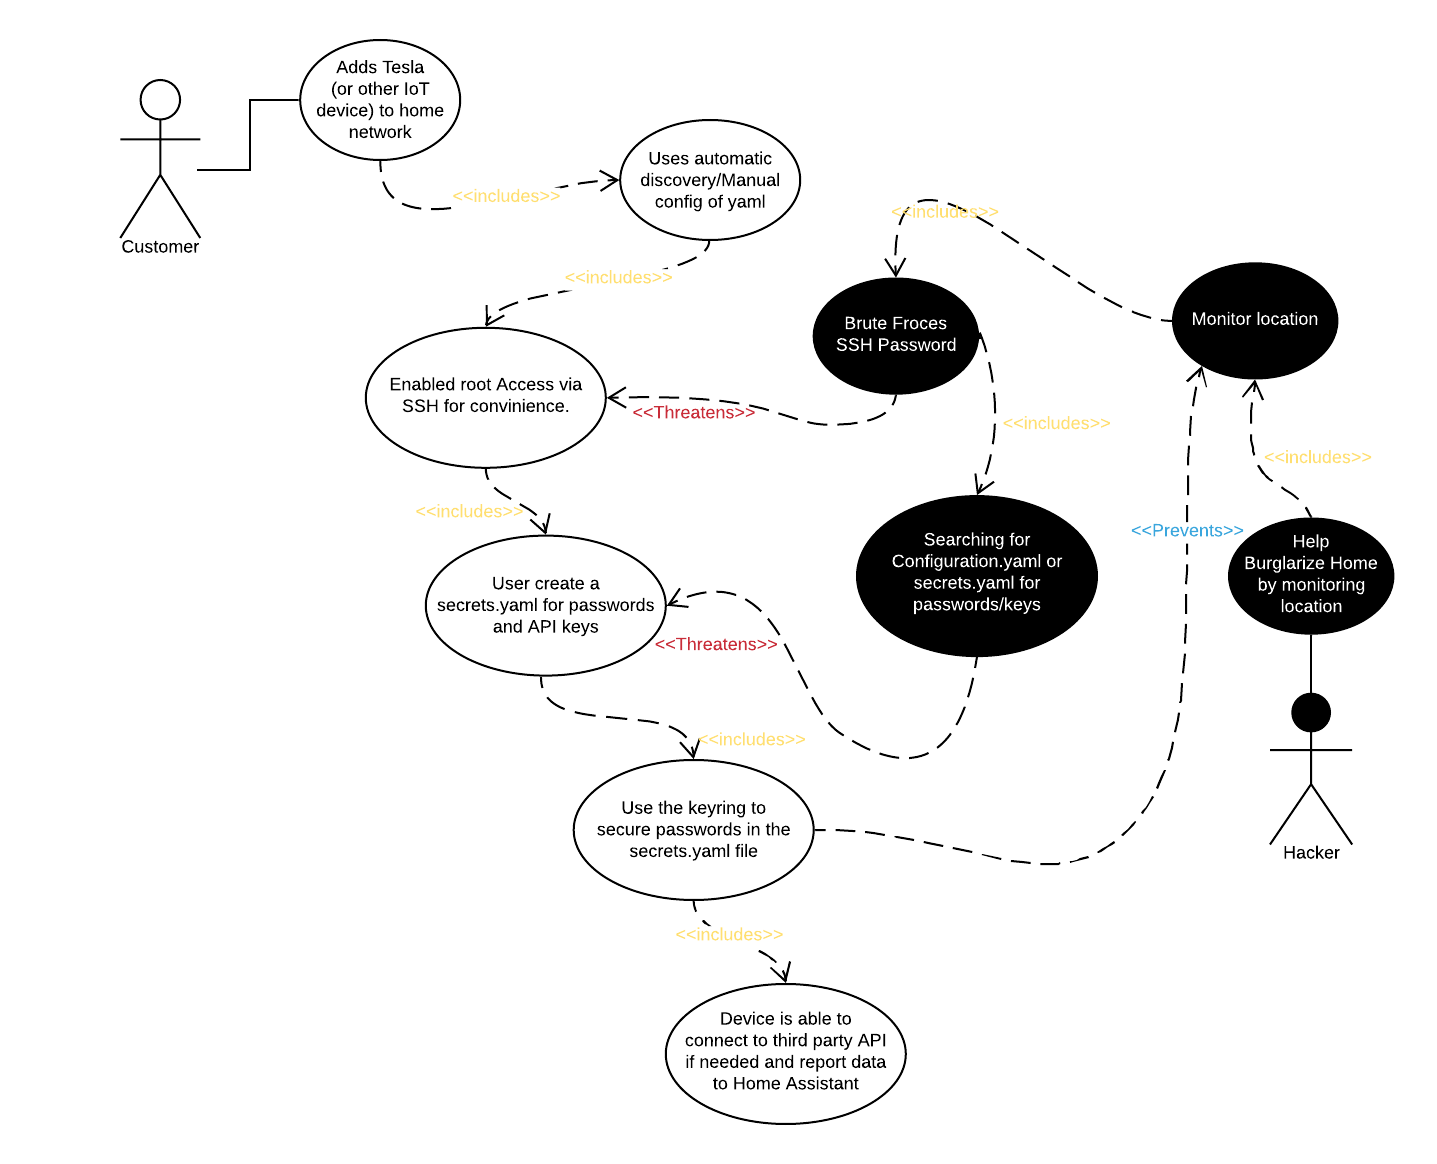 Adds Tesla
(or other IoT
device) to home
network
Customer
<<includes>>
Uses automatic
discovery/Manual
config of yaml
<<includes>>
<<includes>>
Brute Froces
SSH Password
Monitor location
Enabled root Access via
SSH for convinience.
<<Threatens>>
<<includes>>
<<includes>>
<<includes>>
Searching for
Configuration.yaml or
secrets.yaml for
passwords/keys
<<Prevents>>
Help
Burglarize Home
by monitoring
location
User create a
secrets.yaml for passwords
and API keys
<<Threatens>>
<<includes>>
Use the keyring to
secure passwords in the
secrets.yaml file
Hacker
<<includes>>
Device is able to
connect to third party API
if needed and report data
to Home Assistant